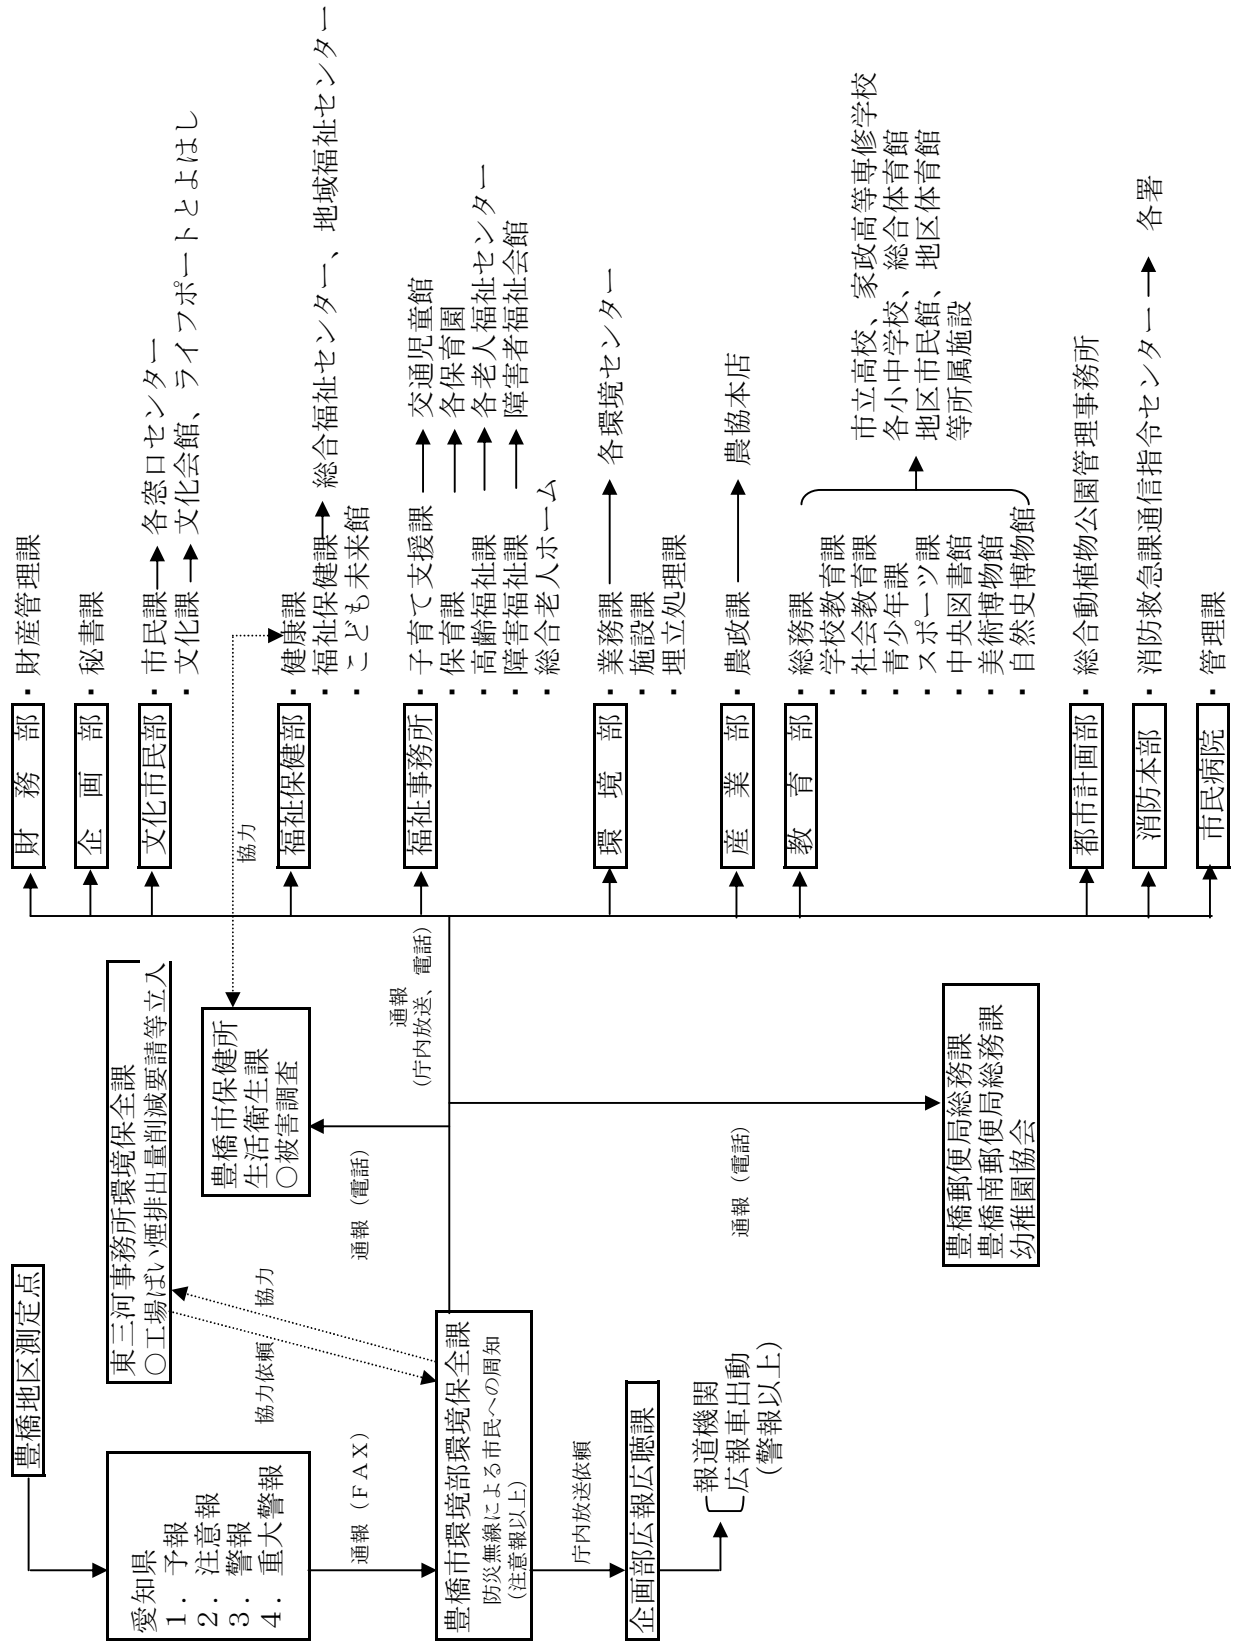 豊橋地区測定点
愛知県
1. 予報
2. 注意報
3. 警報
4. 重大警報
通報(FAX)
東三河事務所環境保全課
○工場ばい煙排出量削減要請等立入
協力依頼
協力
豊橋市環境部環境保全課
防災無線による市民への周知
(注意報以上)
庁内放送依頼
企画部広報広聴課
報道機関
広報車出動
(警報以上)
豊橋市保健所
生活衛生課
○被害調査
通報(電話)
協力
通報
(庁内放送、電話)
通報(電話)
豊橋郵便局総務課
豊橋南郵便局総務課
幼稚園協会
財務部 ・財産管理課
企画部 ・秘書課
文化市民部 ・市民課 各窓口センター
・文化課 文化会館、ライフポートとよはし
福祉保健部 ・健康課
・福祉保健課 総合福祉センター、地域福祉センター
・こども未来館
福祉事務所 ・子育て支援課 交通児童館
・保育課 各保育園
・高齢福祉課 各老人福祉センター
・障害福祉課 障害者福祉会館
・総合老人ホーム
環境部 ・業務課 各環境センター
・施設課
・埋立処理課
産業部 ・農政課 農協本店
教育部 ・総務課
・学校教育課
・社会教育課
・青少年課
・スポーツ課
・中央図書館
・美術博物館
・自然史博物館
市立高校、家政高等専修学校
各小中学校、総合体育館
地区市民館、地区体育館
等所属施設
都市計画部 ・総合動植物公園管理事務所
消防本部 ・消防救急課通信指令センター 各署
市民病院 ・管理課